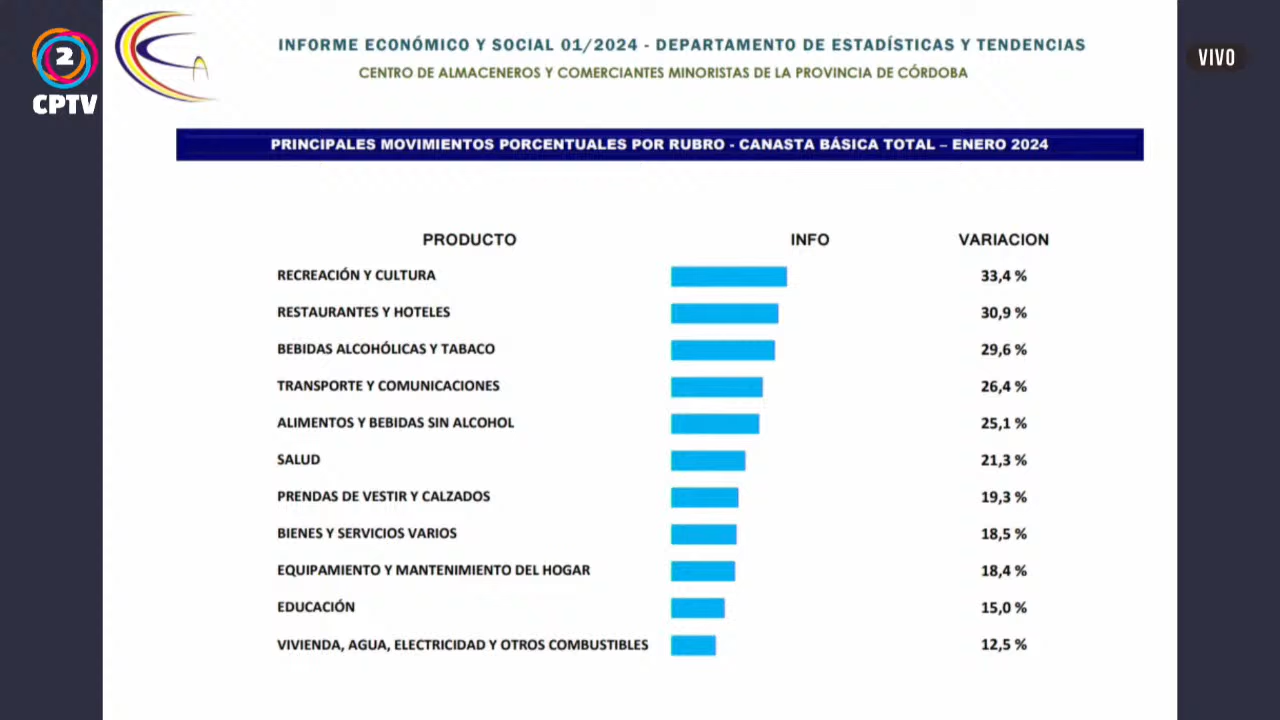 2
CPTV
CA
INFORME ECONÓMICO Y SOCIAL 01/2024 - DEPARTAMENTO DE ESTADÍSTICAS Y TENDENCIAS
CENTRO DE ALMACENEROS Y COMERCIANTES MINORISTAS DE LA PROVINCIA DE CÓRDOBA
VIVO
PRINCIPALES MOVIMIENTOS PORCENTUALES POR RUBRO - CANASTA BÁSICA TOTAL – ENERO 2024
PRODUCTO INFO VARIACION
RECREACIÓN Y CULTURA 33,4 %
RESTAURANTES Y HOTELES 30,9 %
BEBIDAS ALCOHÓLICAS Y TABACO 29,6 %
TRANSPORTE Y COMUNICACIONES 26,4 %
ALIMENTOS Y BEBIDAS SIN ALCOHOL 25,1 %
SALUD 21,3 %
PRENDAS DE VESTIR Y CALZADOS 19,3 %
BIENES Y SERVICIOS VARIOS 18,5 %
EQUIPAMIENTO Y MANTENIMIENTO DEL HOGAR 18,4 %
EDUCACIÓN 15,0 %
VIVIENDA, AGUA, ELECTRICIDAD Y OTROS COMBUSTIBLES 12,5 %